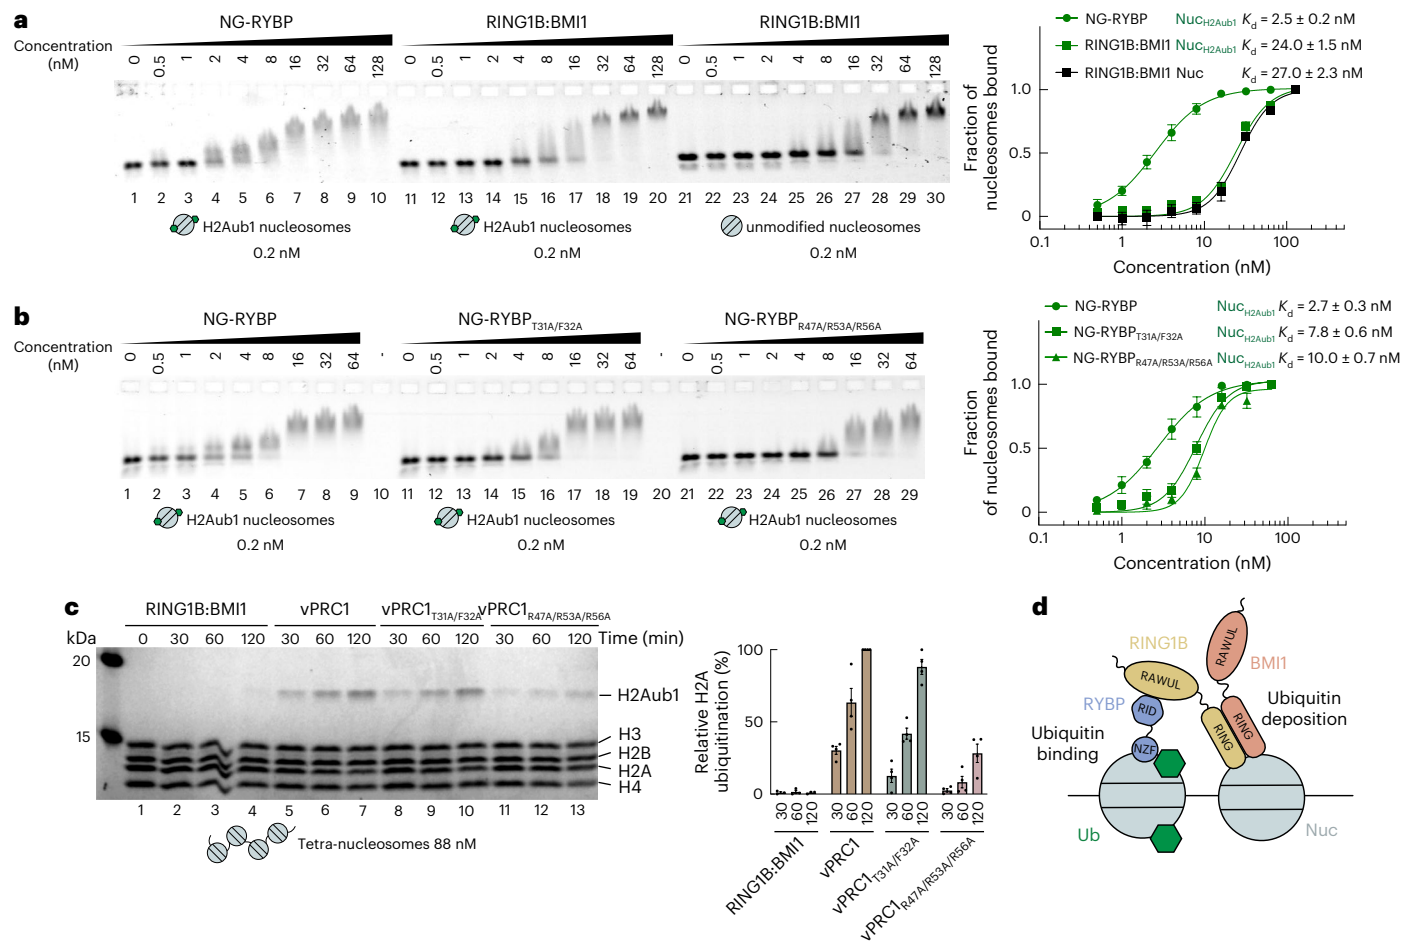 a
NG-RYBP RING1B:BMI1 RING1B:BMI1
Concentration (nM)
0 0.5 1 2 4 8 16 32 64 128 0 0.5 1 2 4 8 16 32 64 128 0 0.5 1 2 4 8 16 32 64 128
1 2 3 4 5 6 7 8 9 10 11 12 13 14 15 16 17 18 19 20 21 22 23 24 25 26 27 28 29 30
H2Aub1 nucleosomes H2Aub1 nucleosomes unmodified nucleosomes
0.2 nM 0.2 nM 0.2 nM
NG-RYBP NucH2Aub1 Kd = 2.5 ± 0.2 nM
RING1B:BMI1 NucH2Aub1 Kd = 24.0 ± 1.5 nM
RING1B:BMI1 Nuc Kd = 27.0 ± 2.3 nM
Fraction of
nucleosomes bound
1.0
0.5
0
0.1 1 10 100
Concentration (nM)
b
NG-RYBP NG-RYBPT31A/F32A NG-RYBPR47A/R53A/R56A
Concentration (nM)
0 0.5 1 2 4 8 16 32 64 - 0 0.5 1 2 4 8 16 32 64 - 0 0.5 1 2 4 8 16 32 64
1 2 3 4 5 6 7 8 9 10 11 12 13 14 15 16 17 18 19 20 21 22 23 24 25 26 27 28 29
H2Aub1 nucleosomes H2Aub1 nucleosomes H2Aub1 nucleosomes
0.2 nM 0.2 nM 0.2 nM
NG-RYBP NucH2Aub1 Kd = 2.7 ± 0.3 nM
NG-RYBPT31A/F32A NucH2Aub1 Kd = 7.8 ± 0.6 nM
NG-RYBPR47A/R53A/R56A NucH2Aub1 Kd = 10.0 ± 0.7 nM
Fraction
of nucleosomes bound
1.0
0.5
0
0.1 1 10 100
Concentration (nM)
c
RING1B:BMI1 vPRC1 vPRC1T31A/F32A vPRC1R47A/R53A/R56A
kDa 0 30 60 120 30 60 120 30 60 120 30 60 120 Time (min)
20
15
H2Aub1
H3
H2B
H2A
H4
1 2 3 4 5 6 7 8 9 10 11 12 13
Tetra-nucleosomes 88 nM
Relative H2A
ubiquitination (%)
100
50
0
30 60 120 30 60 120 30 60 120 30 60 120
RING1B:BMI1
vPRC1
vPRC1T31A/F32A
vPRC1R47A/R53A/R56A
d
RING1B
RAWUL
BMI1
RAWUL
RYBP
RID
Ubiquitin
binding
NZF
RING
RING
Ubiquitin
deposition
Ub
Nuc